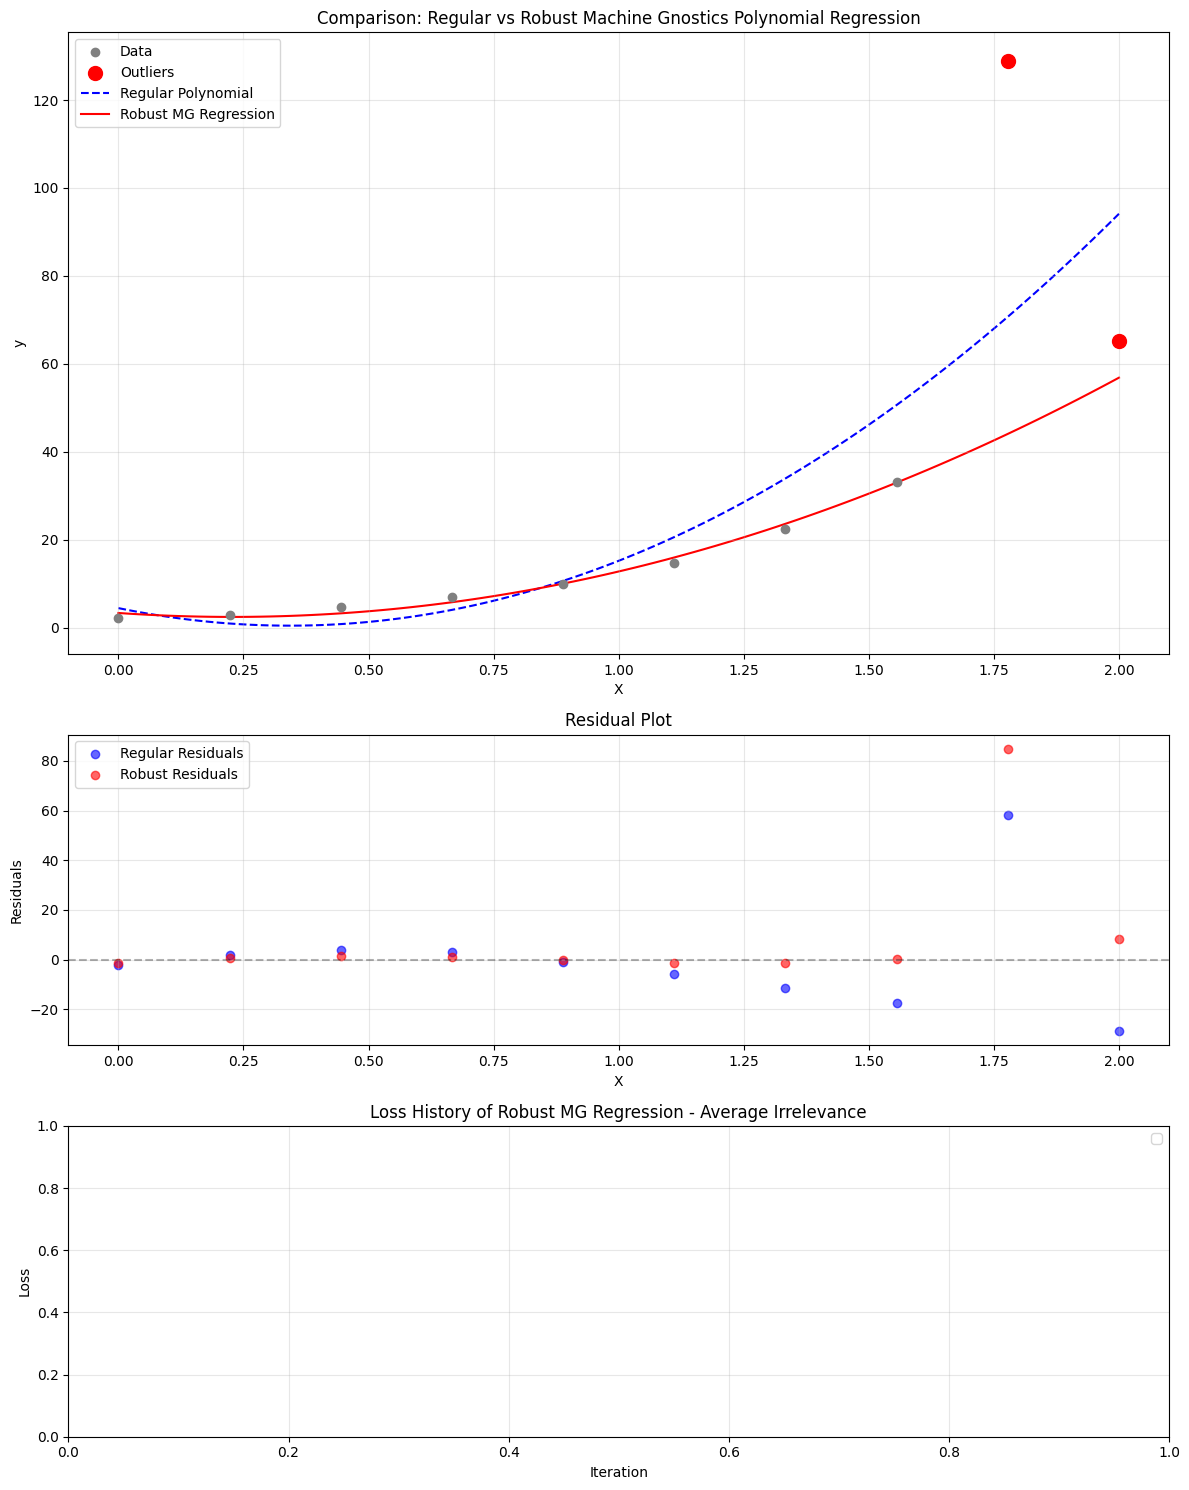 Comparison: Regular vs Robust Machine Gnostics Polynomial Regression
Data
Outliers
Regular Polynomial
Robust MG Regression
120
100
80
60
40
20
0
y
0.00 0.25 0.50 0.75 1.00 1.25 1.50 1.75 2.00
X
Residual Plot
Regular Residuals
Robust Residuals
80
60
40
20
0
−20
Residuals
0.00 0.25 0.50 0.75 1.00 1.25 1.50 1.75 2.00
X
Loss History of Robust MG Regression - Average Irrelevance
1.0
0.8
0.6
0.4
0.2
0.0
Loss
0.0 0.2 0.4 0.6 0.8 1.0
Iteration